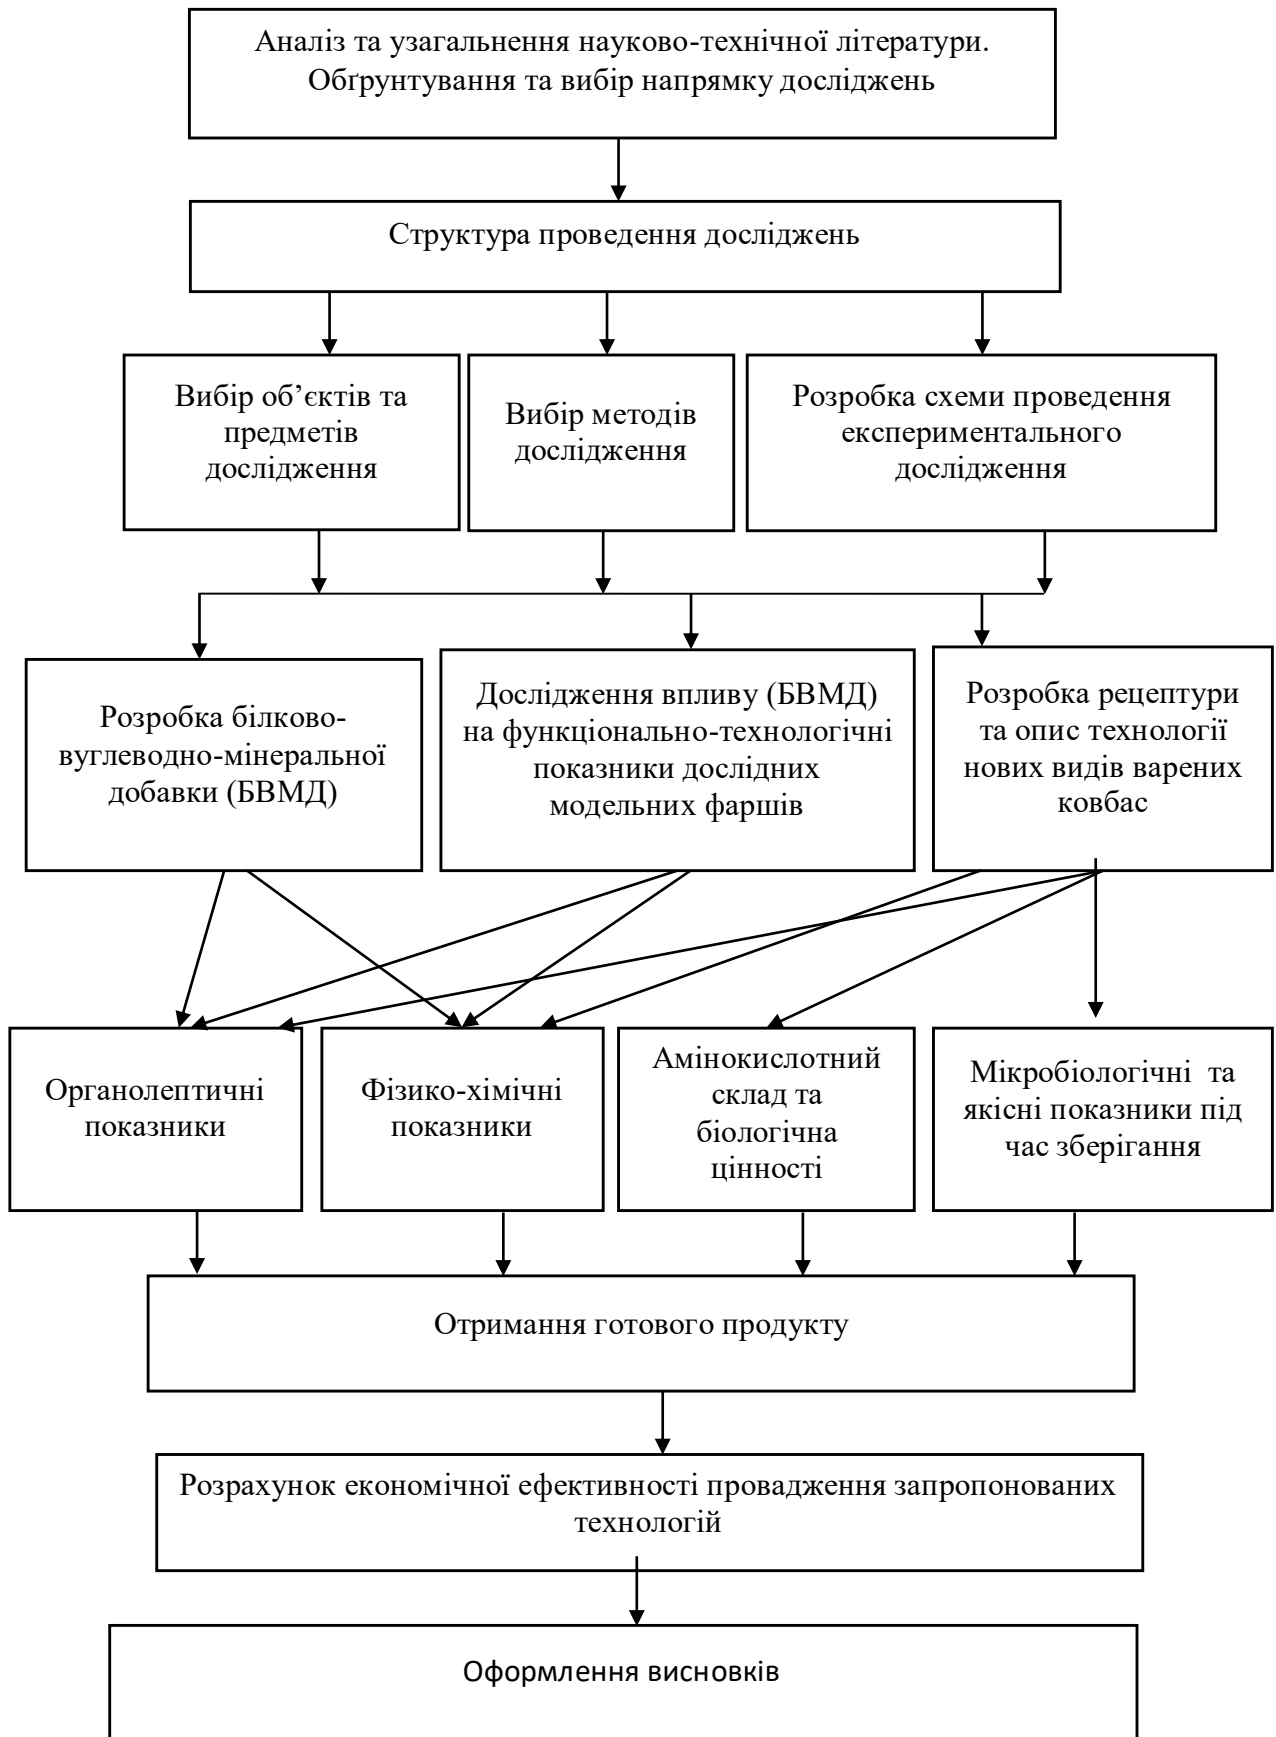 Аналіз та узагальнення науково-технічної літератури.
Обґрунтування та вибір напрямку досліджень
Структура проведення досліджень
Вибір об’єктів та
предметів
дослідження
Вибір методів
дослідження
Розробка схеми проведення
експериментального
дослідження
Розробка білково-
вуглеводно-мінеральної
добавки (БВМД)
Дослідження впливу (БВМД)
на функціонально-технологічні
показники дослідних
модельних фаршів
Розробка рецептури
та опис технології
нових видів варених
ковбас
Органолептичні
показники
Фізико-хімічні
показники
Амінокислотний
склад та
біологічна
цінності
Мікробіологічні та
якісні показники під
час зберігання
Отримання готового продукту
Розрахунок економічної ефективності провадження запропонованих
технологій
Оформлення висновків